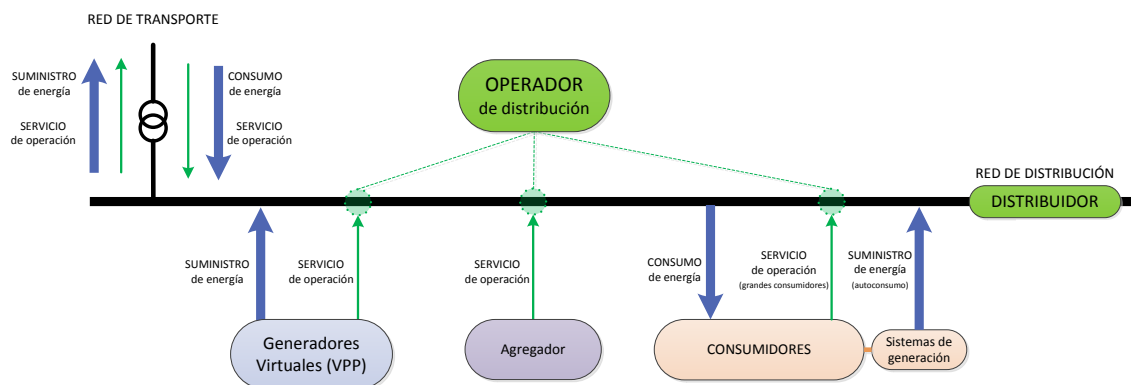 RED DE TRANSPORTE
SUMINISTRO
de energía
SERVICIO
de operación
CONSUMO
de energía
SERVICIO
de operación
OPERADOR
de distribución
RED DE DISTRIBUCIÓN
DISTRIBUIDOR
SUMINISTRO
de energía
SERVICIO
de operación
SERVICIO
de operación
CONSUMO
de energía
SERVICIO
de operación
(grandes consumidores)
SUMINISTRO
de energía
(autoconsumo)
Generadores
Virtuales (VPP)
Agregador
CONSUMIDORES
Sistemas de
generación